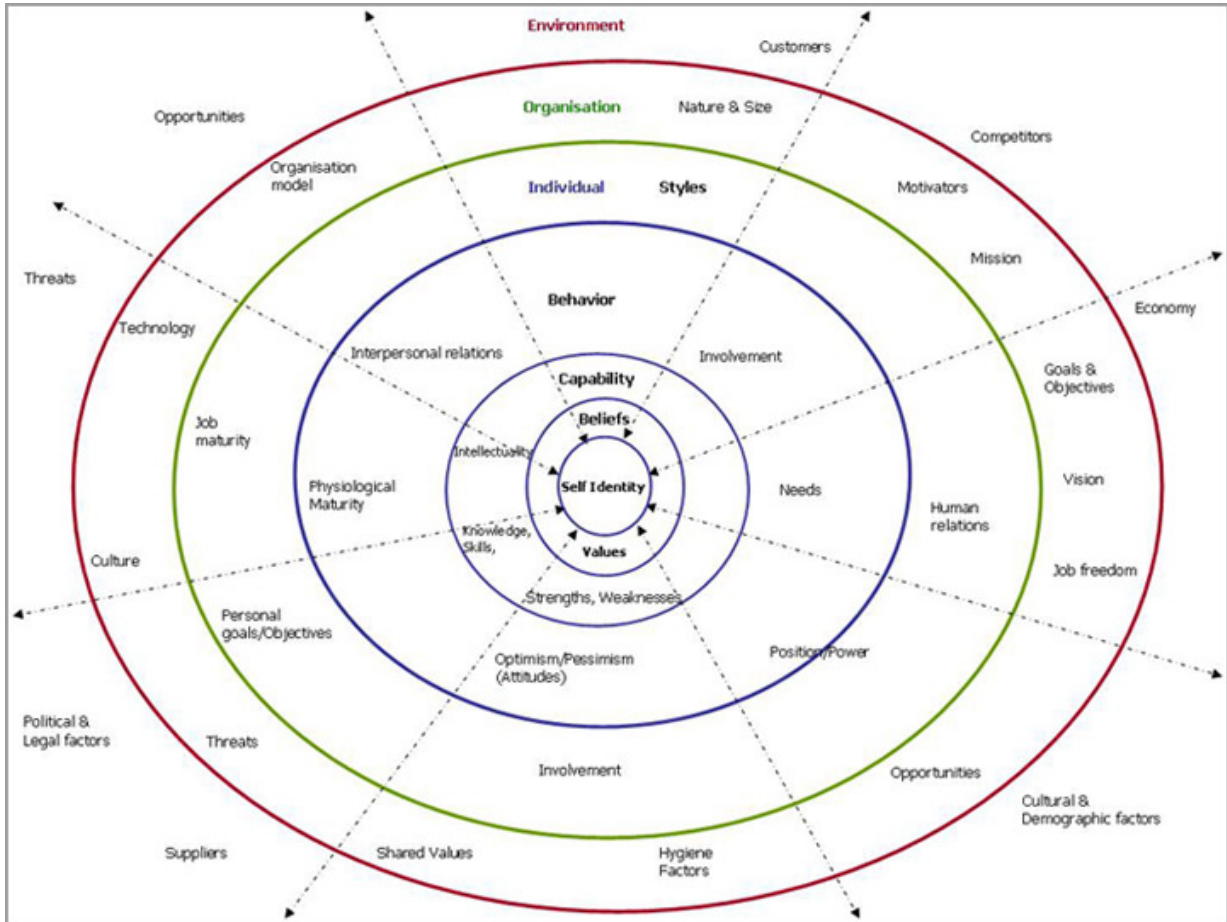 Environment
Customers
Opportunities
Organisation
Nature & Size
Competitors
Organisation
model
Individual
Styles
Motivators
Mission
Threats
Behavior
Economy
Technology
Interpersonal relations
Involvement
Goals &
Objectives
Capability
Beliefs
Job
maturity
Intellectuality
Self Identity
Physiological
Maturity
Needs
Vision
Human
relations
Knowledge,
Skills,
Values
Culture
Job freedom
.Strengths, Weaknesses
Personal
goals/Objectives
Optimism/Pessimism
(Attitudes)
Position/Power
Political &
Legal factors
Threats
Involvement
Opportunities
Cultural &
Demographic factors
Suppliers
Shared Values
Hygiene
Factors